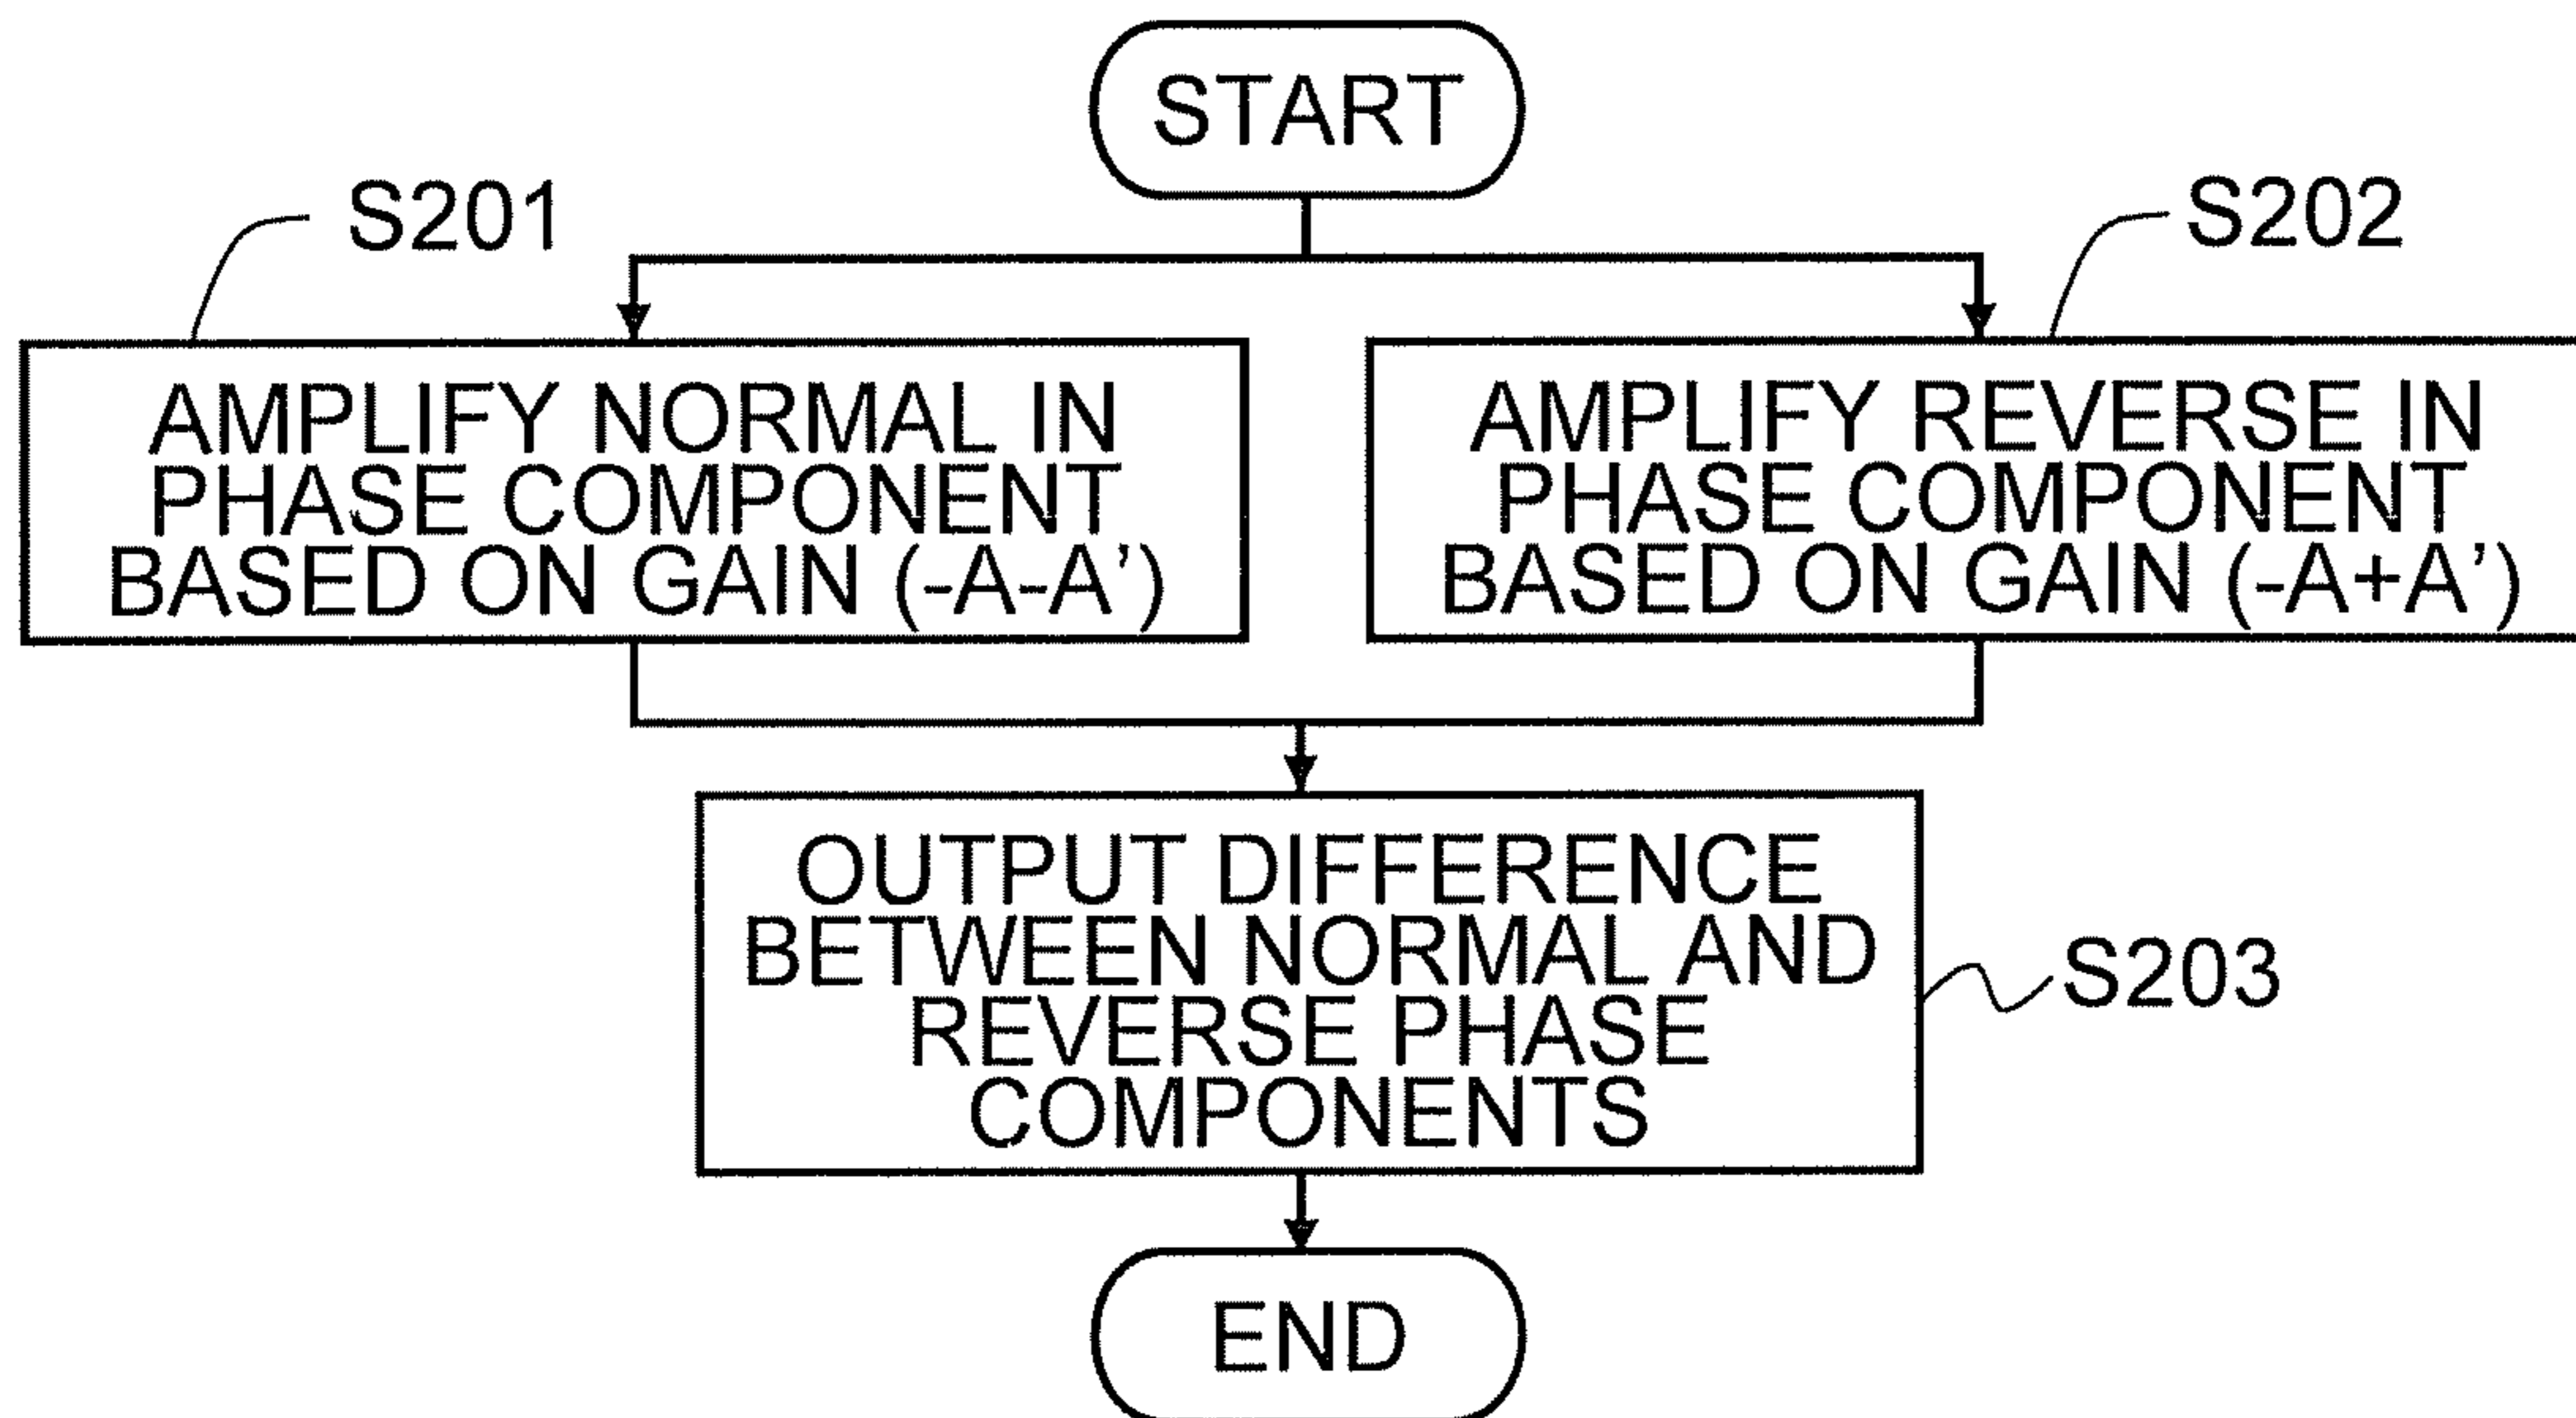 START
S201
S202
AMPLIFY NORMAL IN
PHASE COMPONENT
BASED ON GAIN (-A-A’)
AMPLIFY REVERSE IN
PHASE COMPONENT
BASED ON GAIN (-A+A’)
OUTPUT DIFFERENCE
BETWEEN NORMAL AND
REVERSE PHASE
COMPONENTS
S203
END